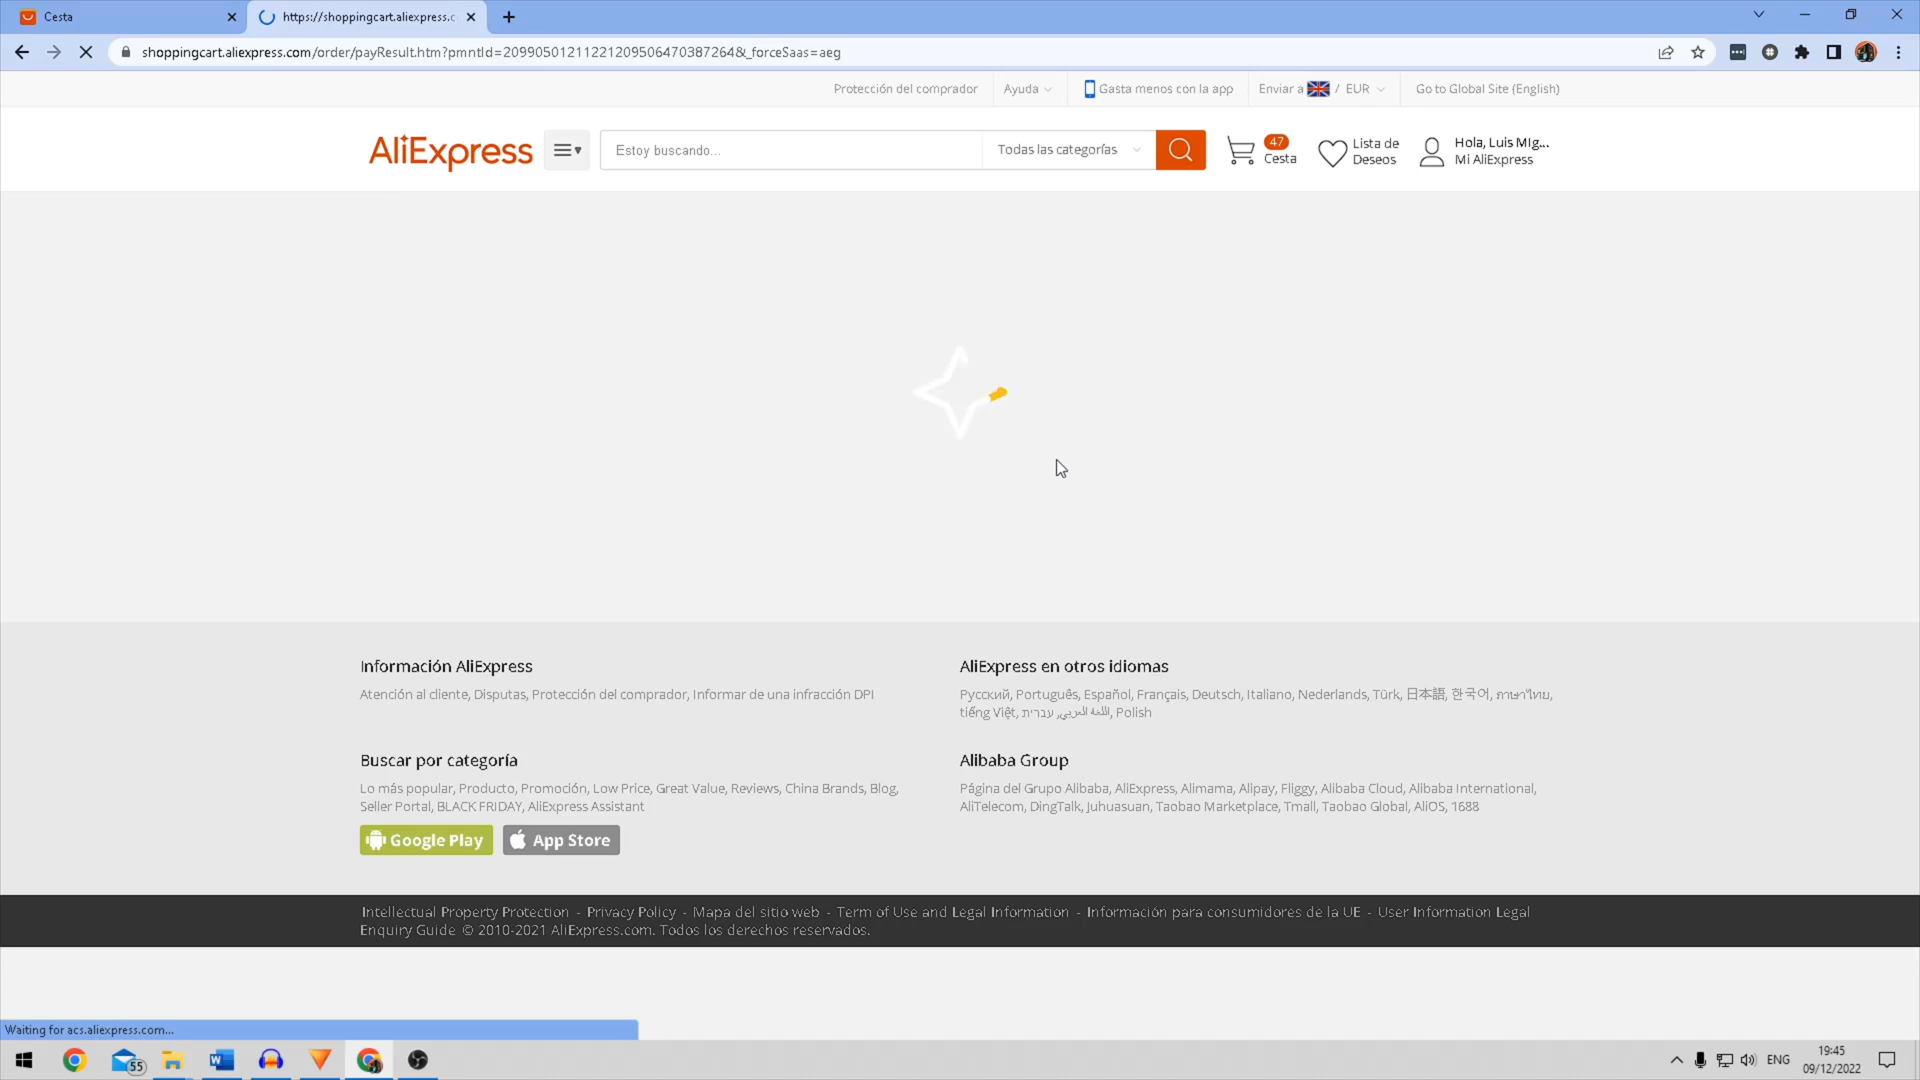 Cesta
https://shoppingcart.aliexpress.c
shoppingcart.aliexpress.com/order/payResult.htm?pmntId=209905012112212095064703872​64&_forceSaas=aeg
Protección del comprador
Ayuda
Gasta menos con la app
Enviar a / EUR
Go to Global Site (English)
AliExpress
Estoy buscando...
Todas las categorías
47
Cesta
Lista de
Deseos
Hola, Luis MIg...
Mi AliExpress
Información AliExpress
Atención al cliente, Disputas, Protección del comprador, Informar de una infracción DPI
AliExpress en otros idiomas
Русский, Português, Español, Français, Deutsch, Italiano, Nederlands, Türk, 日本語, 한국어, ภาษาไทย,
tiếng Việt, اللغة العربي, עברית, Polish
Buscar por categoría
Lo más popular, Producto, Promoción, Low Price, Great Value, Reviews, China Brands, Blog,
Seller Portal, BLACK FRIDAY, AliExpress Assistant
Google Play
App Store
Alibaba Group
Página del Grupo Alibaba, AliExpress, Alimama, Alipay, Fliggy, Alibaba Cloud, Alibaba International,
AliTelecom, DingTalk, Juhuasuan, Taobao Marketplace, Tmall, Taobao Global, AliOS, 1688
Intellectual Property Protection - Privacy Policy - Mapa del sitio web - Term of Use and Legal Information - Información para consumidores de la UE - User Information Legal
Enquiry Guide © 2010-2021 AliExpress.com. Todos los derechos reservados.
Waiting for acs.aliexpress.com...
55
ENG
19:45
09/12/2022